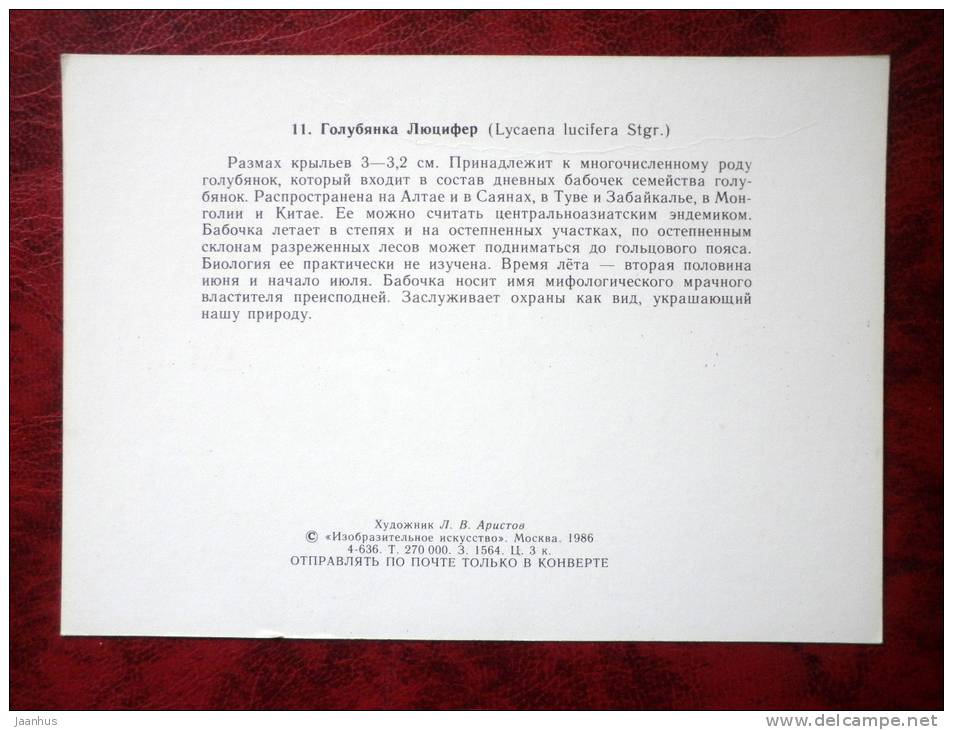 11. Голубянка Люцифер (Lycaena lucifera Stgr.)
Размах крыльев 3—3,2 см. Принадлежит к многочисленному роду
голубянок, который входит в состав дневных бабочек семейства голу-
бянок. Распространена на Алтае и в Саянах, в Туве и Забайкалье, в Мон-
голии и Китае. Ее можно считать центральноазиатским эндемиком.
Бабочка летает в степях и на остепненных участках, по остепненным
склонам разреженных лесов может подниматься до гольцового пояса.
Биология ее практически не изучена. Время лёта — вторая половина
июня и начало июля. Бабочка носит имя мифологического мрачного
властителя преисподней. Заслуживает охраны как вид, украшающий
нашу природу.
Художник Л. В. Аристов
© «Изобразительное искусство». Москва. 1986
4-636. Т. 270 000. З. 1564. Ц. 3 к.
ОТПРАВЛЯТЬ ПО ПОЧТЕ ТОЛЬКО В КОНВЕРТЕ
jaanhus
www.delcampe.net